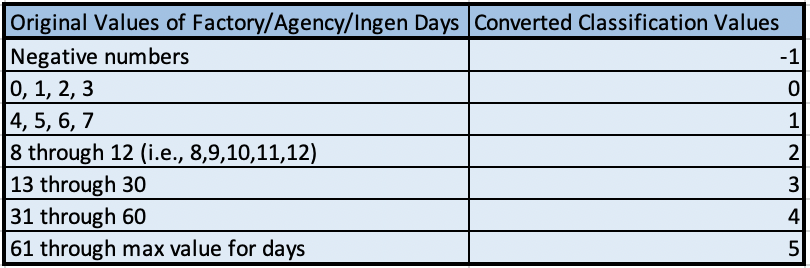 Original Values of Factory/Agency/Ingen Days Converted Classification Values
Negative numbers -1
0, 1, 2, 3 0
4, 5, 6, 7 1
8 through 12 (i.e., 8,9,10,11,12) 2
13 through 30 3
31 through 60 4
61 through max value for days 5